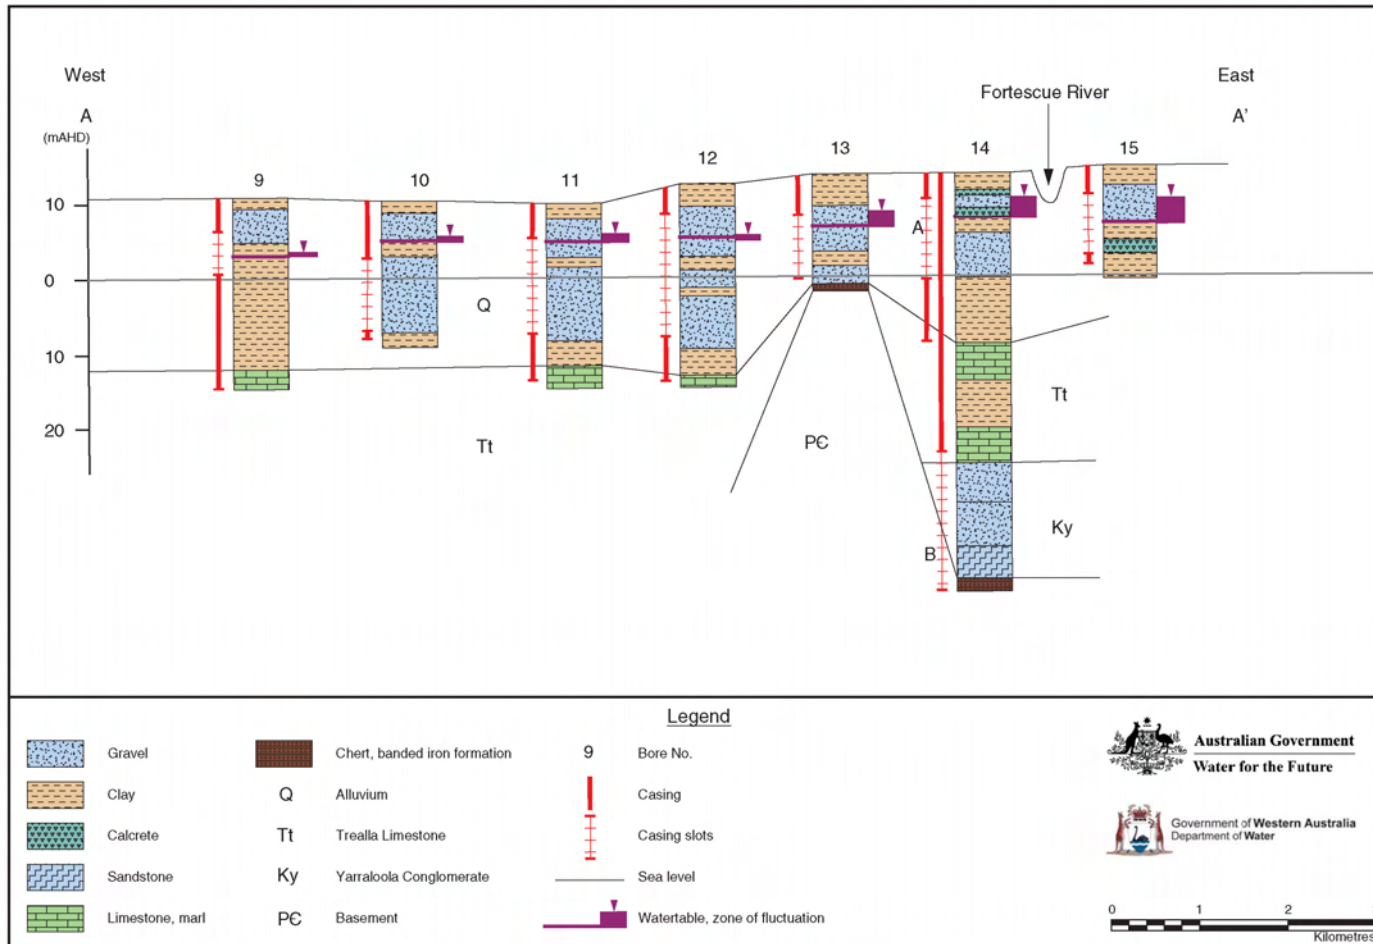 West
East
A
A'
(mAHD)
Fortescue River
9
10
11
12
13
14
15
10
0
10
20
A
Q
Tt
PЄ
Tt
Ky
B
Legend
Gravel
Chert, banded iron formation
9
Bore No.
Clay
Q
Alluvium
Casing
Calcrete
Tt
Trealla Limestone
Casing slots
Sandstone
Ky
Yarraloola Conglomerate
Sea level
Limestone, marl
PЄ
Basement
Watertable, zone of fluctuation
Australian Government
Water for the Future
Government of Western Australia
Department of Water
0 1 2 3
Kilometres